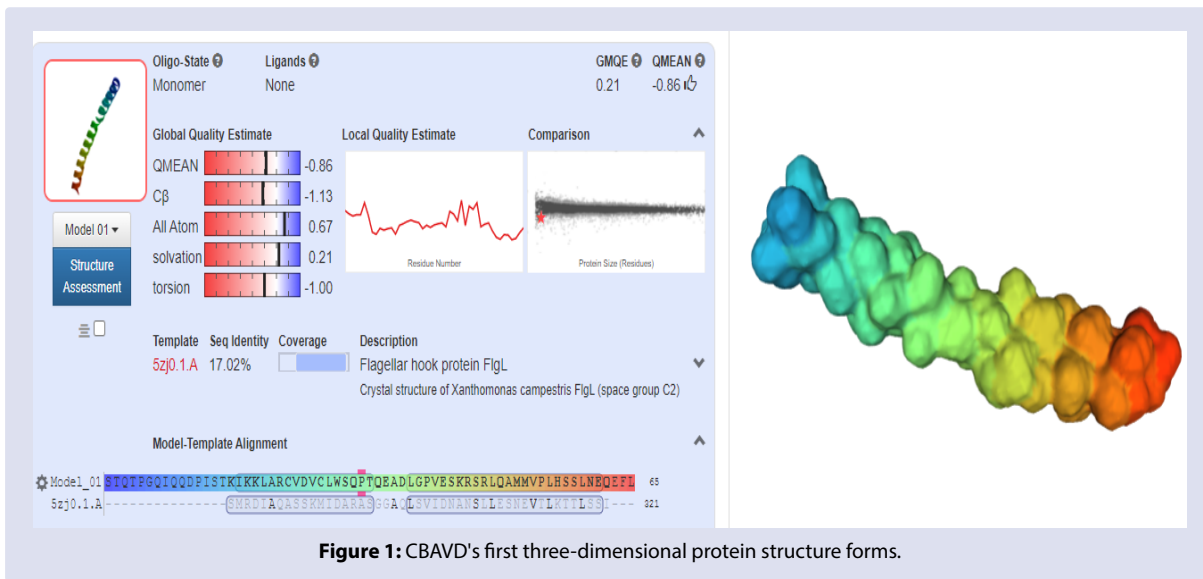 Oligo-State Ligands GMQE QMEAN
Monomer None 0.21 -0.86
Global Quality Estimate Local Quality Estimate Comparison
QMEAN -0.86
Cβ -1.13
All Atom 0.67
solvation 0.21
torsion -1.00
Residue Number Protein Size (Residues)
Model 01
Structure
Assessment
Template Seq Identity Coverage Description
5zj0.1.A 17.02% Flagellar hook protein FlgL
Crystal structure of Xanthomonas campestris FlgL (space group C2)
Model-Template Alignment
Model_01 STQTPGQIQQDPISTKIKKLARCVDVCLWSQPTQEADLGPVESKRSRLQAMMVPLHSSLNEQEFL 65
5zj0.1.A ---------------SMRDIAQASSKMIDARASGGAQLSVIDNANSLLESNEVTLKTTLSSI--- 321
Figure 1: CBAVD's first three-dimensional protein structure forms.